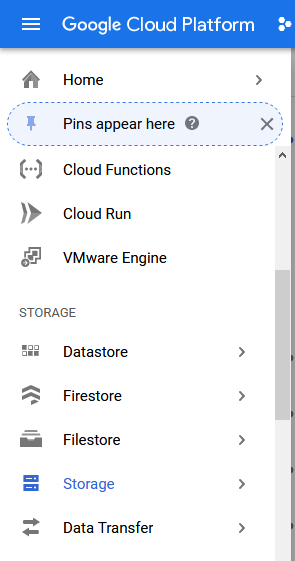 Google Cloud Platform
Home
Pins appear here ?
Cloud Functions
Cloud Run
VMware Engine
STORAGE
Datastore
Firestore
Filestore
Storage
Data Transfer